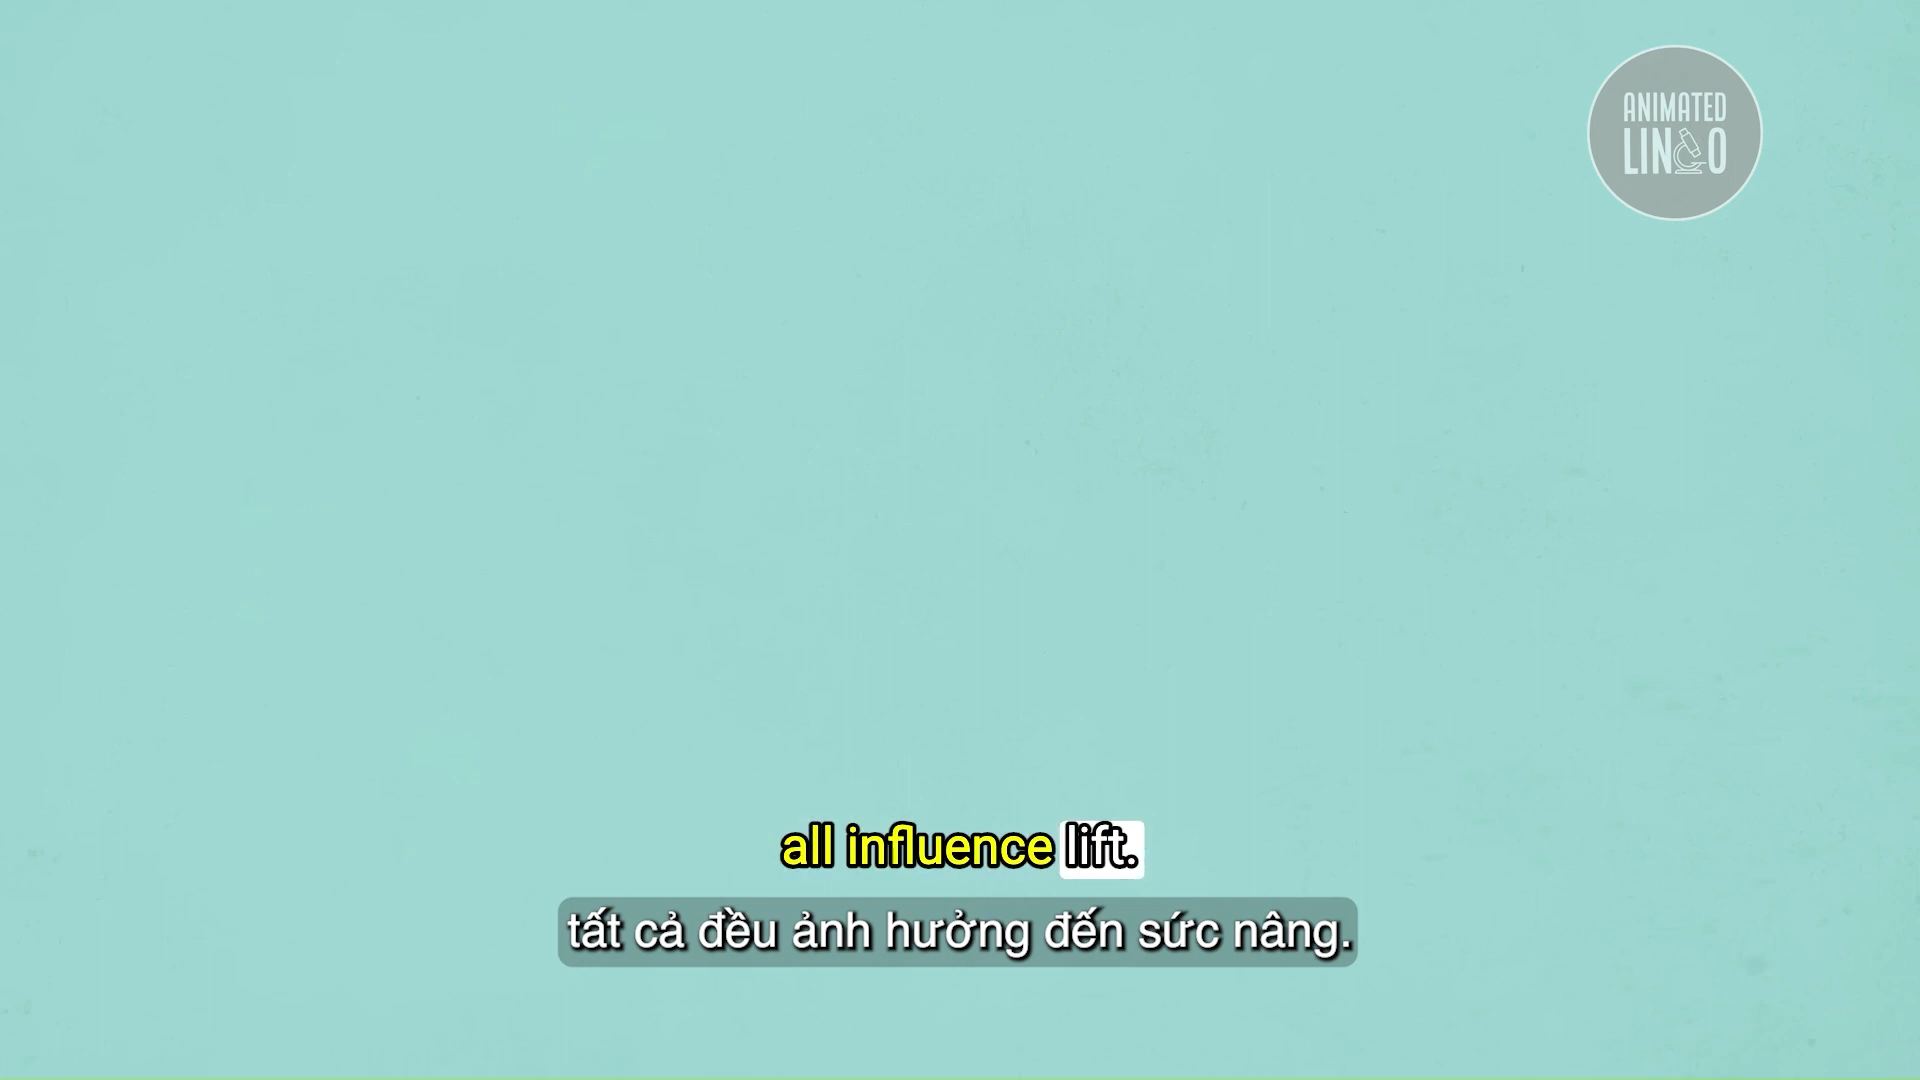 ANIMATED
LINGO
all influence lift.
tất cả đều ảnh hưởng đến sức nâng.